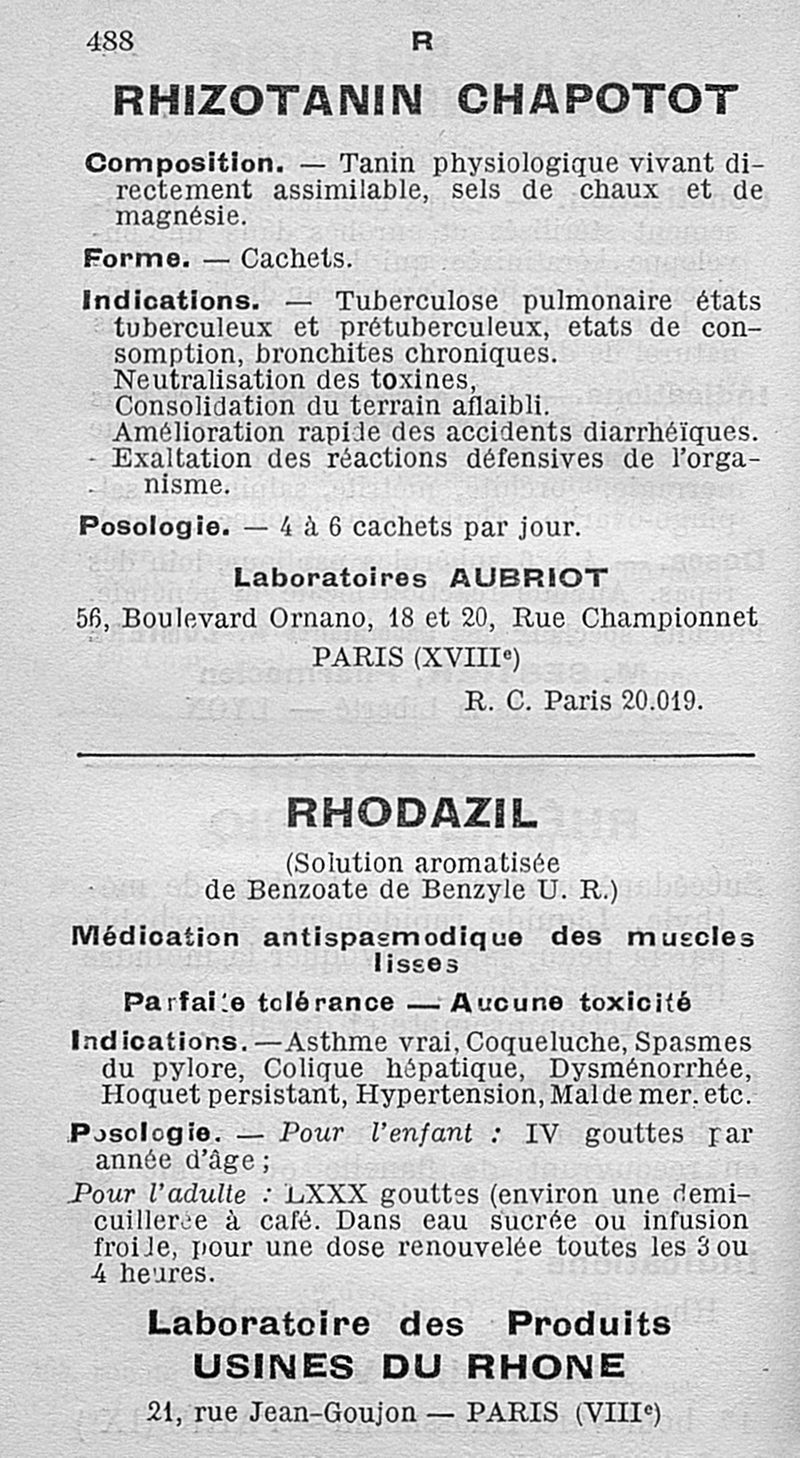 488 R
RHIZOTANIN CHAPOTOT
Composition. — Tanin physiologique vivant di-
rectement assimilable, sels de chaux et de
magnésie.
Forme. — Cachets.
Indications. — Tuberculose pulmonaire états
tuberculeux et prétuberculeux, etats de con-
somption, bronchites chroniques.
Neutralisation des toxines,
Consolidation du terrain aflaibli.
Amélioration rapide des accidents diarrhéïques.
Exaltation des réactions défensives de l'orga-
nisme.
Posologie. — 4 à 6 cachets par jour.
Laboratoires AUBRIOT
56, Boulevard Ornano, 18 et 20, Rue Championnet
PARIS (XVIIIe)
R. C. Paris 20.019.
RHODAZIL
(Solution aromatisée
de Benzoate de Benzyle U. R.)
Médication antispasmodique des muscles
lisses
Parfaite tolérance — Aucune toxicité
Indications. — Asthme vrai, Coqueluche, Spasmes
du pylore, Colique hépatique, Dysménorrhée,
Hoquet persistant, Hypertension, Mal de mer. etc.
Posologie. — Pour l'enfant : IV gouttes par
année d'âge ;
Pour l'adulte : LXXX gouttes (environ une demi-
cuillerée à café. Dans eau sucrée ou infusion
froide, pour une dose renouvelée toutes les 3 ou
4 heures.
Laboratoire des Produits
USINES DU RHONE
21, rue Jean-Goujon — PARIS (VIIIe)